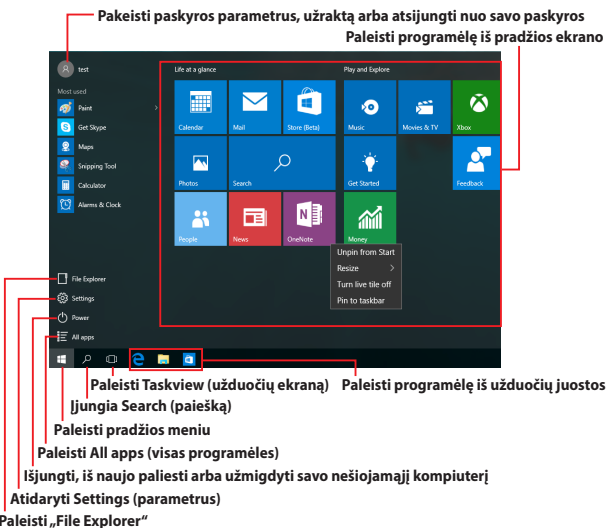 Pakeisti paskyros parametrus, užraktą arba atsijungti nuo savo paskyros
Paleisti programėlę iš pradžios ekrano
test
Life at a glance
Play and Explore
Most used
Paint
Get Skype
Maps
Snipping Tool
Calculator
Alarms & Clock
Calendar
Mail
Store (Beta)
Music
Movies & TV
Xbox
Photos
Search
Get Started
Feedback
People
News
OneNote
Money
Unpin from Start
Resize
Turn live tile off
Pin to taskbar
File Explorer
Settings
Power
All apps
Paleisti Taskview (užduočių ekraną)
Paleisti programėlę iš užduočių juostos
Įjungia Search (paiešką)
Paleisti pradžios meniu
Paleisti All apps (visas programėles)
Išjungti, iš naujo paliesti arba užmigdyti savo nešiojamąjį kompiuterį
Atidaryti Settings (parametrus)
Paleisti „File Explorer“